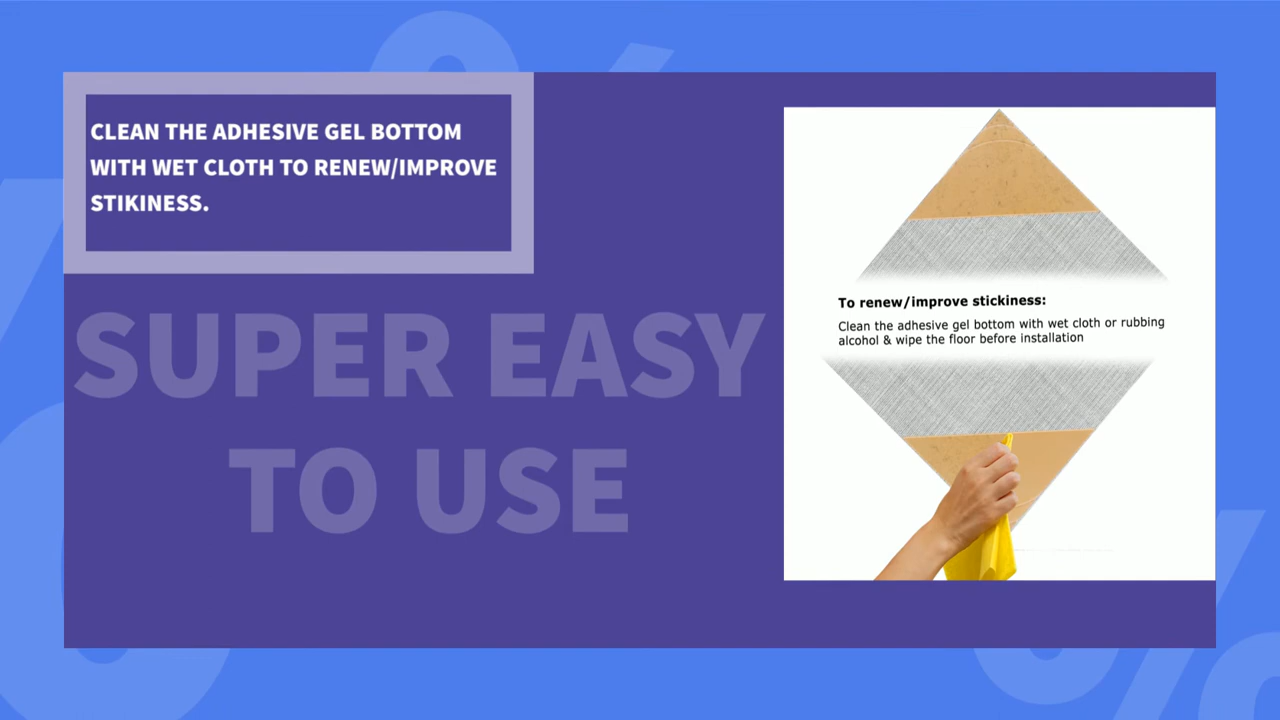 CLEAN THE ADHESIVE GEL BOTTOM
WITH WET CLOTH TO RENEW/IMPROVE
STIKINESS.
SUPER EASY
TO USE
To renew/improve stickiness:
Clean the adhesive gel bottom with wet cloth or rubbing
alcohol & wipe the floor before installation